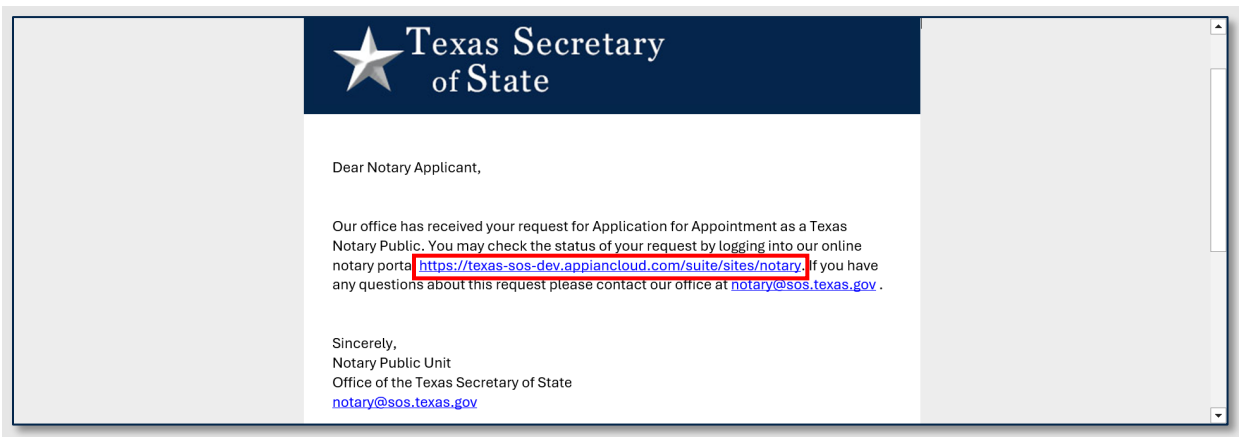 Texas Secretary
of State
Dear Notary Applicant,
Our office has received your request for Application for Appointment as a Texas
Notary Public. You may check the status of your request by logging into our online
notary porta https://texas-sos-dev.appiancloud.com/suite/sites/notary. If you have
any questions about this request please contact our office at notary@sos.texas.gov .
Sincerely,
Notary Public Unit
Office of the Texas Secretary of State
notary@sos.texas.gov